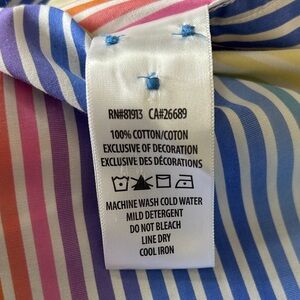 RN#81913 CA#26689
100% COTTON/COTON
EXCLUSIVE OF DECORATION
EXCLUSIVE DES DÉCORATIONS
MACHINE WASH COLD WATER
MILD DETERGENT
DO NOT BLEACH
LINE DRY
COOL IRON